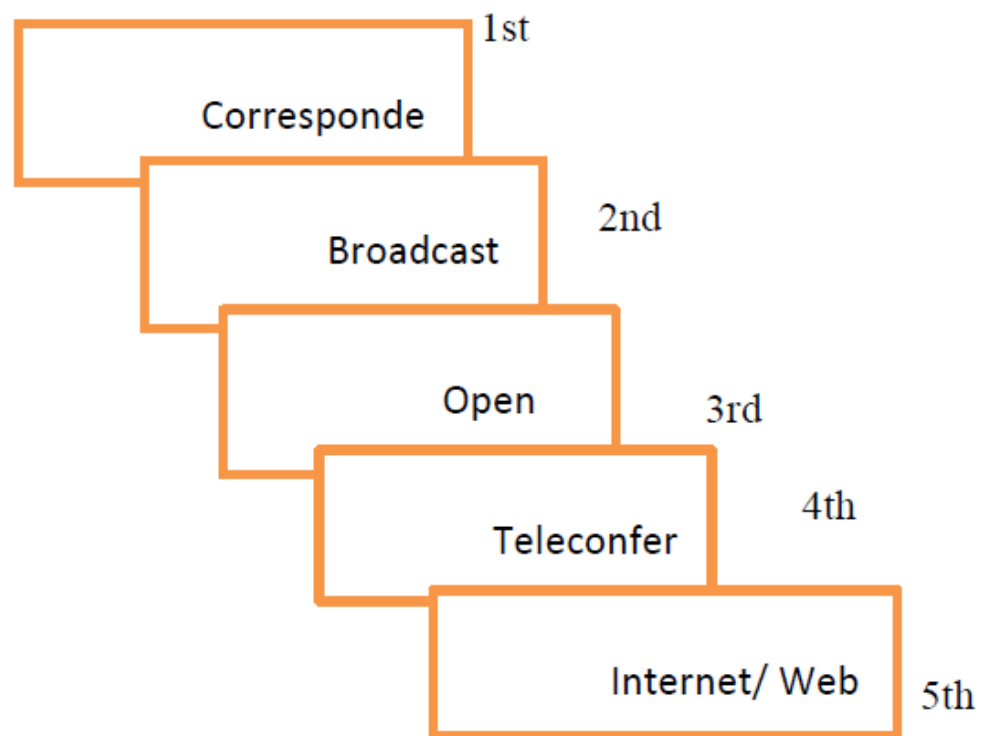 1st
Corresponde
Broadcast
2nd
Open
3rd
Teleconfer
4th
Internet/ Web
5th